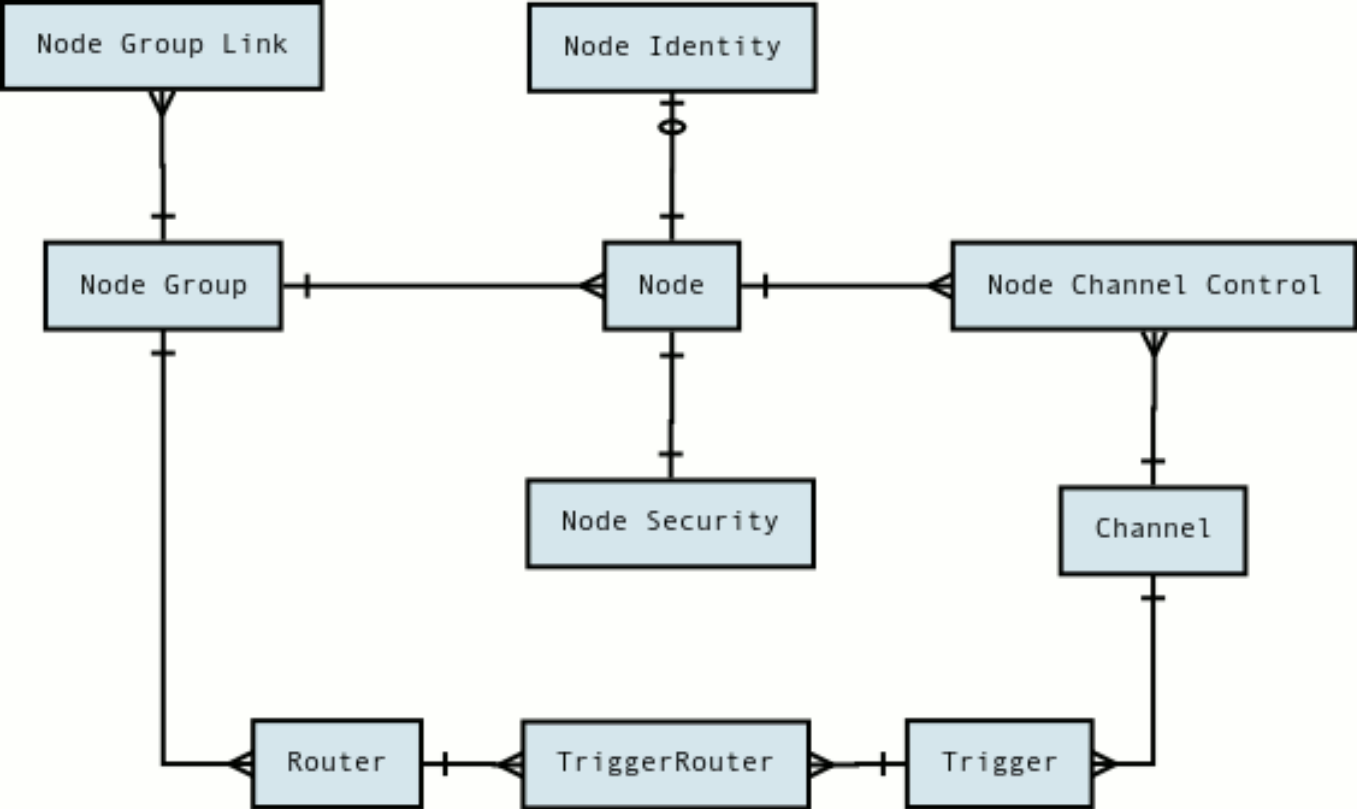 Node Group Link
Node Identity
Node Group
Node
Node Channel Control
Node Security
Channel
Router
TriggerRouter
Trigger